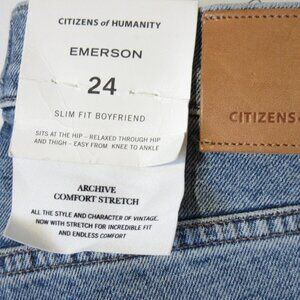 CITIZENS of HUMANITY
EMERSON
24
SLIM FIT BOYFRIEND
SITS AT THE HIP - RELAXED THROUGH HIP
AND THIGH - EASY FROM KNEE TO ANKLE
ARCHIVE
COMFORT STRETCH
ALL THE STYLE AND CHARACTER OF VINTAGE.
NOW WITH STRETCH FOR INCREDIBLE FIT
AND ENDLESS COMFORT
CITIZENS